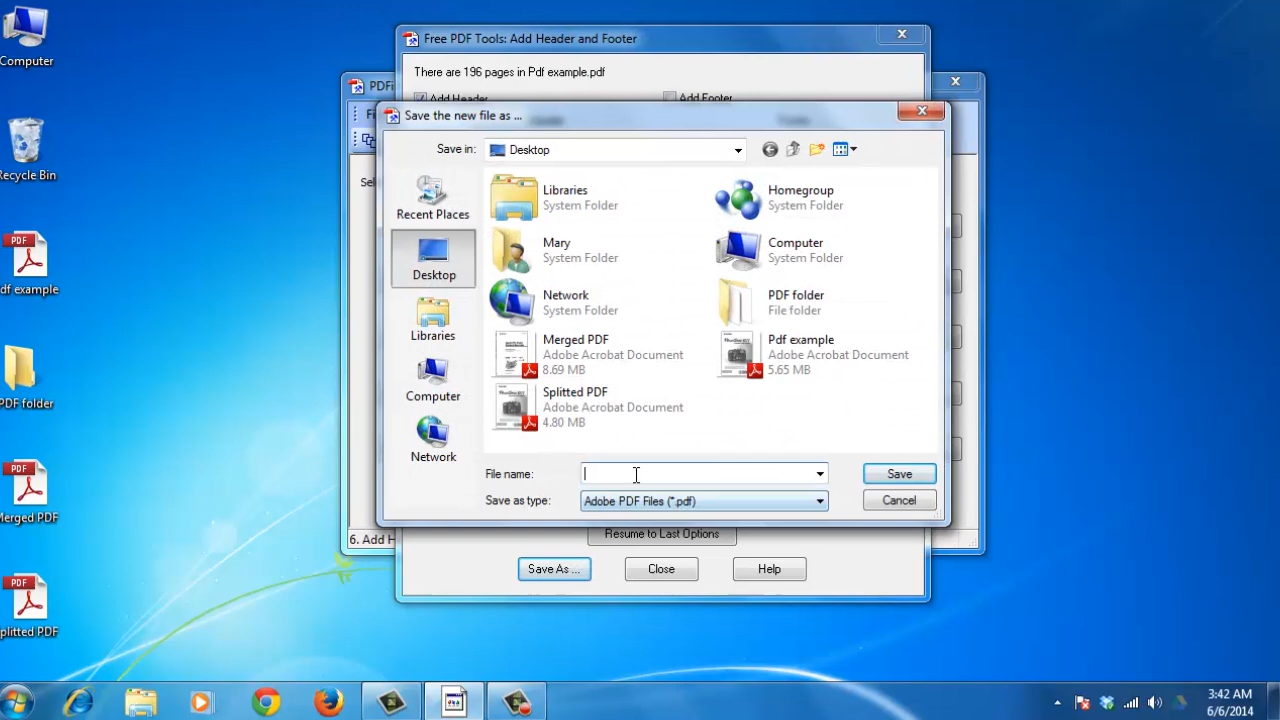 Computer
Recycle Bin
PDF
df example
PDF folder
PDF
Merged PDF
PDF
plitted PDF
Free PDF Tools: Add Header and Footer
There are 196 pages in Pdf example.pdf
Add Header
Add Footer
PDFi
Fi
Sel
6. Add H
Save the new file as ...
Save in:
Desktop
Recent Places
Desktop
Libraries
Computer
Network
Libraries
System Folder
Homegroup
System Folder
Mary
System Folder
Computer
System Folder
Network
System Folder
PDF folder
File folder
Merged PDF
Adobe Acrobat Document
8.69 MB
Pdf example
Adobe Acrobat Document
5.65 MB
Splitted PDF
Adobe Acrobat Document
4.80 MB
File name:
Save
Save as type:
Adobe PDF Files (*.pdf)
Cancel
Resume to Last Options
Save As ...
Close
Help
3:42 AM
6/6/2014